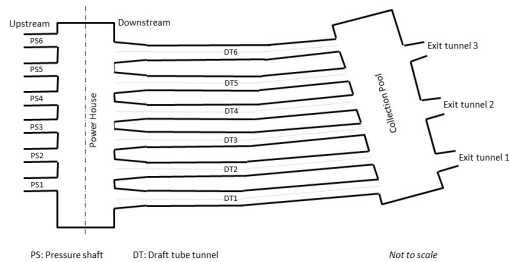 Upstream
Downstream
PS6
PS5
PS4
PS3
PS2
PS1
Power House
DT6
DT5
DT4
DT3
DT2
DT1
Collection Pool
Exit tunnel 3
Exit tunnel 2
Exit tunnel 1
PS: Pressure shaft
DT: Draft tube tunnel
Not to scale